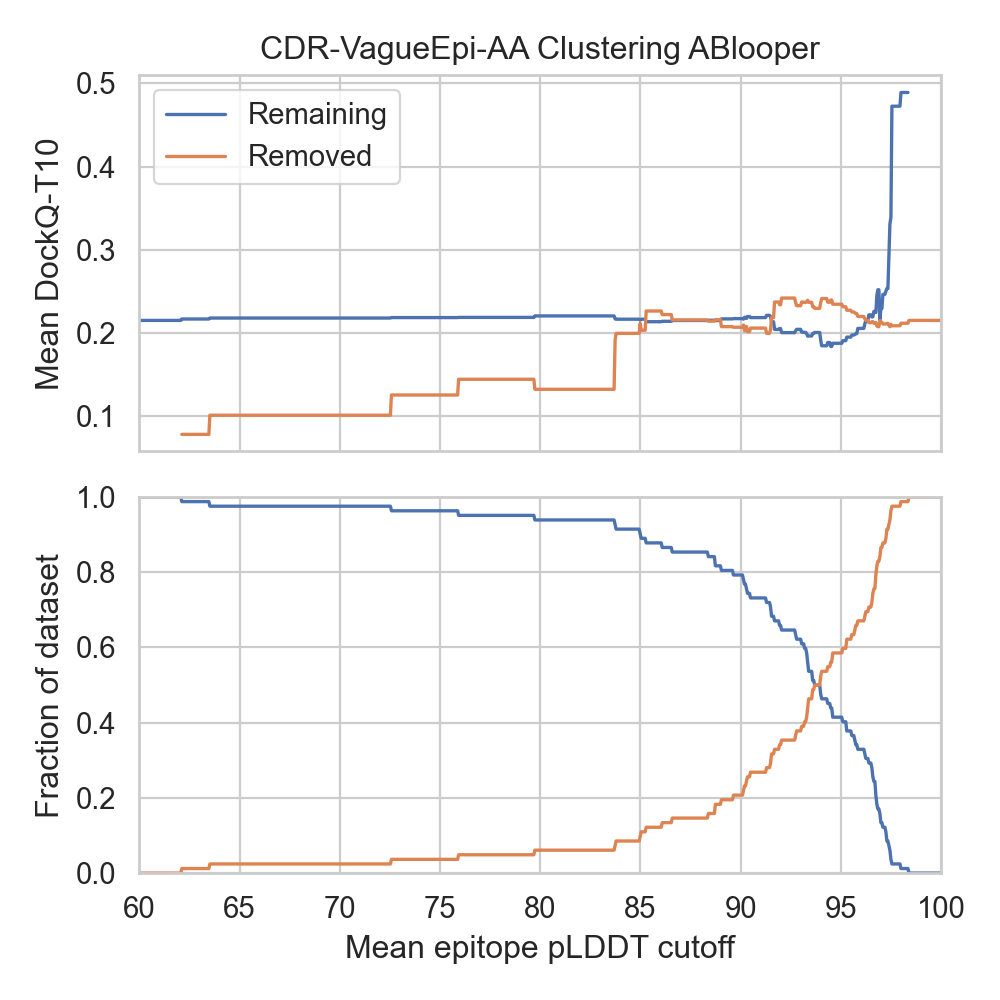 CDR-VagueEpi-AA Clustering ABlooper
0.5
0.4
0.3
0.2
0.1
Mean DockQ-T10
Remaining
Removed
1.0
0.8
0.6
0.4
0.2
0.0
Fraction of dataset
60 65 70 75 80 85 90 95 100
Mean epitope pLDDT cutoff